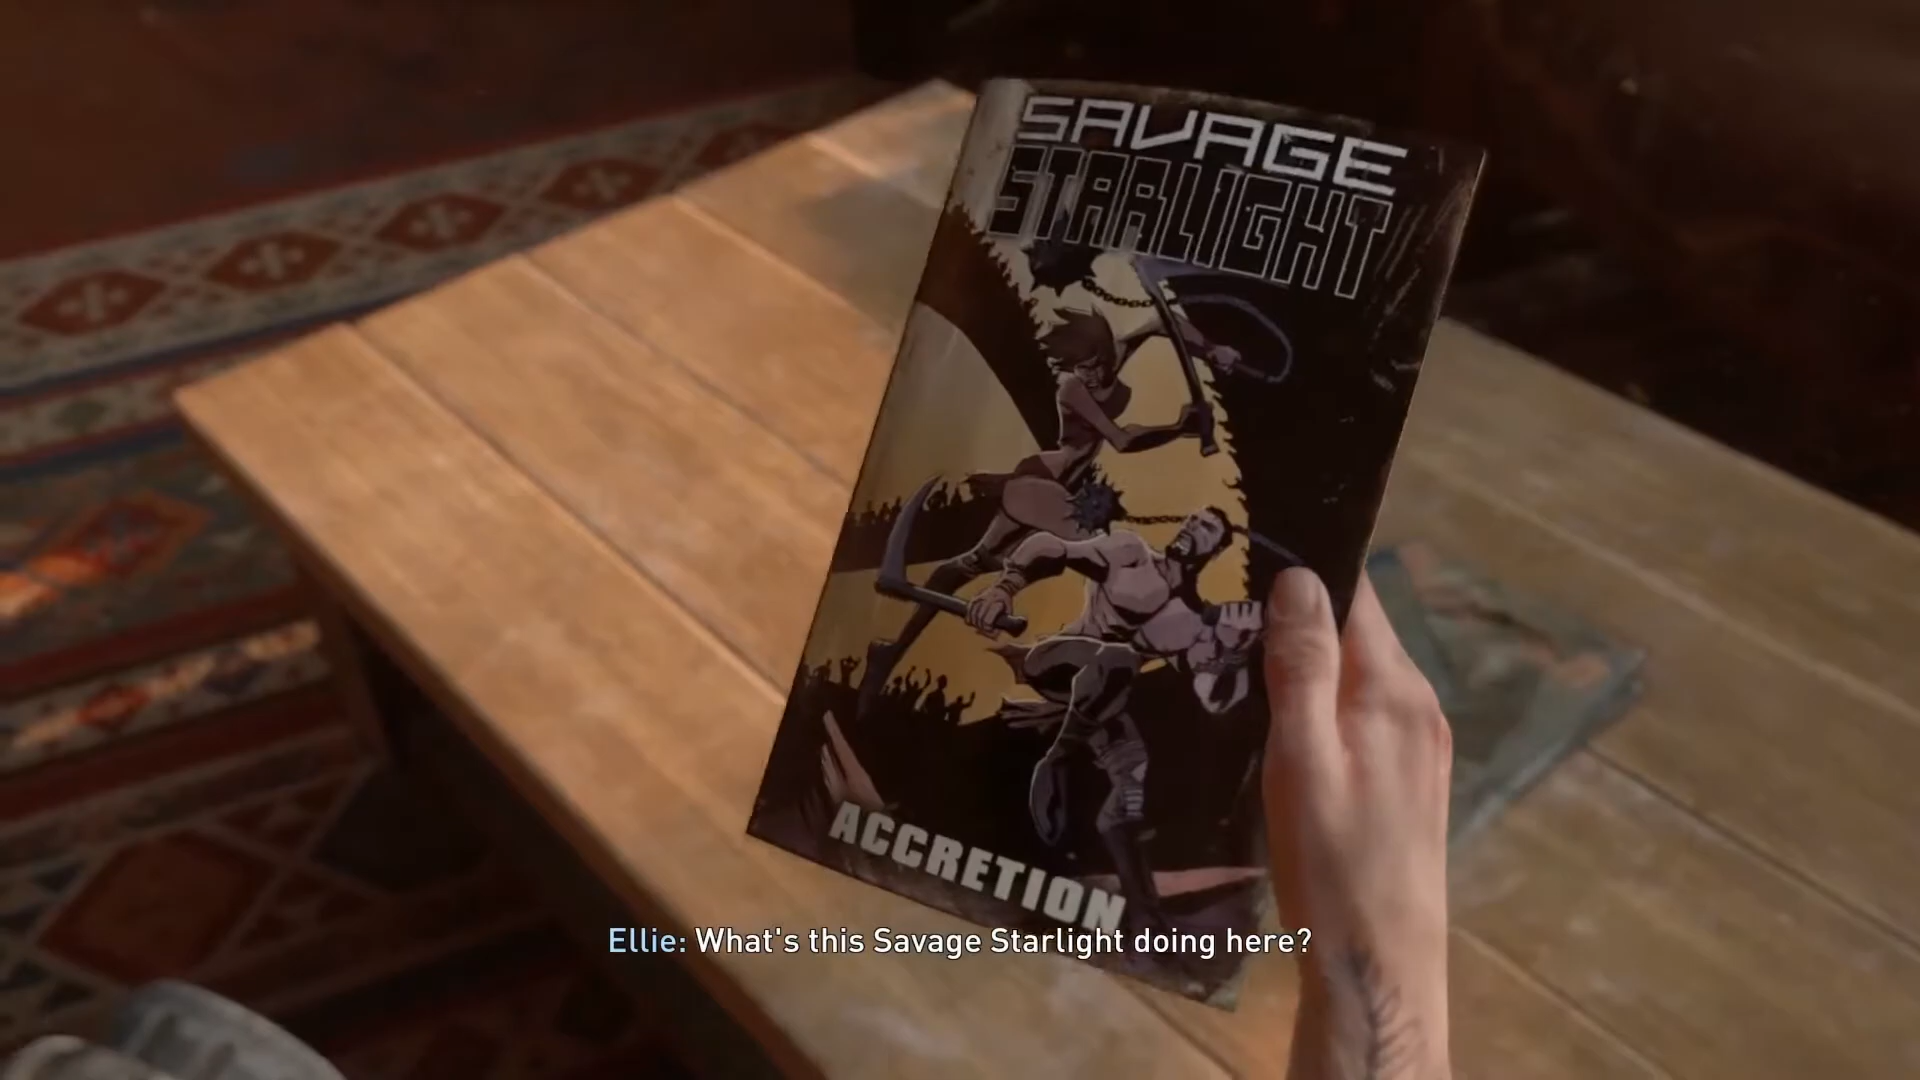 SAVAGE
STARLIGHT
ACCRETION
Ellie: What's this Savage Starlight doing here?